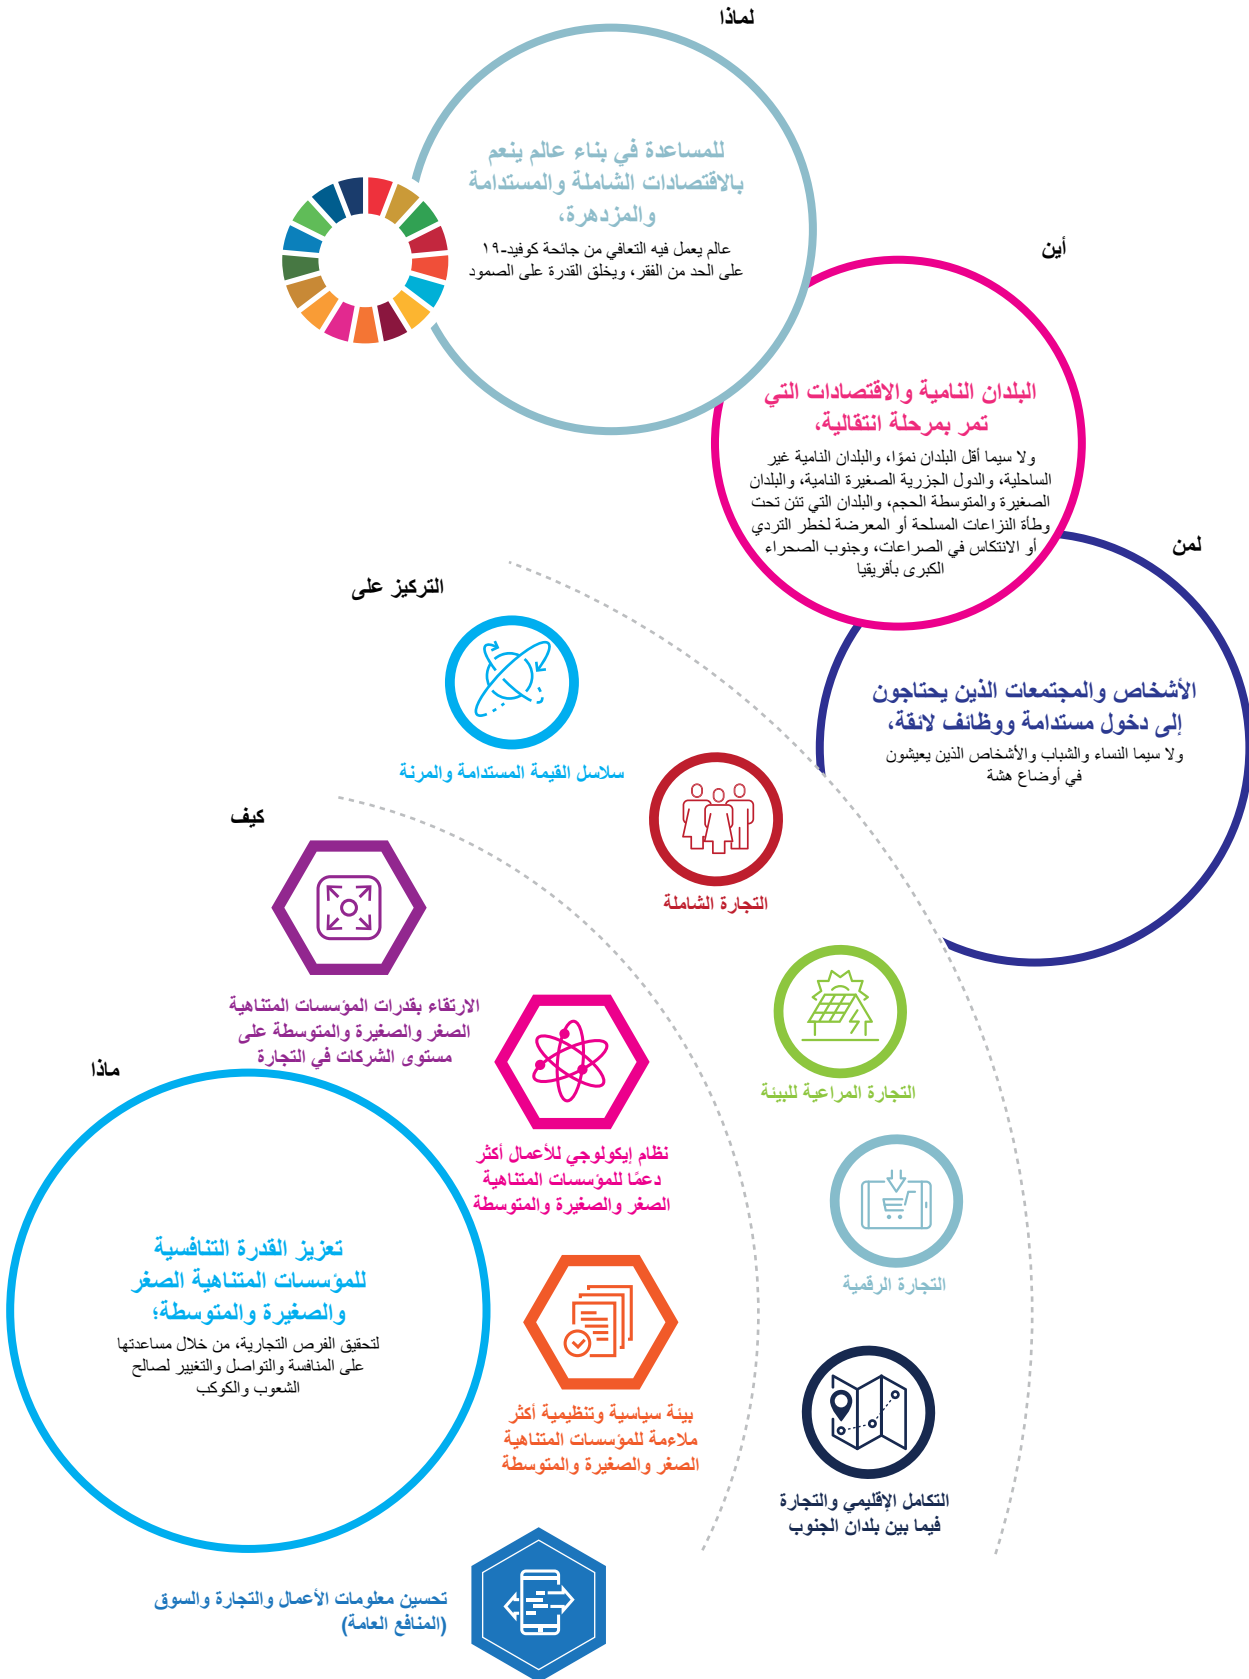 لماذا
للمساعدة في بناء عالم ينعم
بالاقتصادات الشاملة والمستدامة
والمزدهرة،
عالم يعمل فيه التعافي من جائحة كوفيد-١٩
على الحد من الفقر، ويخلق القدرة على الصمود
أين
البلدان النامية والاقتصادات التي
تمر بمرحلة انتقالية،
ولا سيما أقل البلدان نموًا، والبلدان النامية غير
الساحلية، والدول الجزرية الصغيرة النامية، والبلدان
الصغيرة والمتوسطة الحجم، والبلدان التي تئن تحت
وطأة النزاعات المسلحة أو المعرضة لخطر التردي
أو الانتكاس في الصراعات، وجنوب الصحراء
الكبرى بأفريقيا
لمن
الأشخاص والمجتمعات الذين يحتاجون
إلى دخول مستدامة ووظائف لائقة،
ولا سيما النساء والشباب والأشخاص الذين يعيشون
في أوضاع هشة
التركيز على
سلاسل القيمة المستدامة والمرنة
التجارة الشاملة
التجارة المراعية للبيئة
التجارة الرقمية
التكامل الإقليمي والتجارة
فيما بين بلدان الجنوب
كيف
الارتقاء بقدرات المؤسسات المتناهية
الصغر والصغيرة والمتوسطة على
مستوى الشركات في التجارة
نظام إيكولوجي للأعمال أكثر
دعمًا للمؤسسات المتناهية
الصغر والصغيرة والمتوسطة
بيئة سياسية وتنظيمية أكثر
ملاءمة للمؤسسات المتناهية
الصغر والصغيرة والمتوسطة
تحسين معلومات الأعمال والتجارة والسوق
(المنافع العامة)
ماذا
تعزيز القدرة التنافسية
للمؤسسات المتناهية الصغر
والصغيرة والمتوسطة؛
لتحقيق الفرص التجارية، من خلال مساعدتها
على المنافسة والتواصل والتغيير لصالح
الشعوب والكوكب